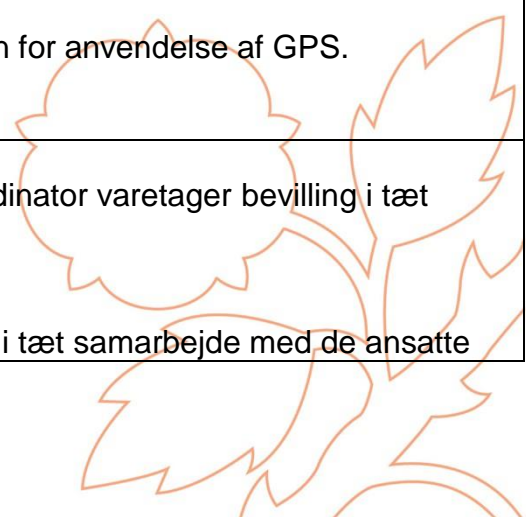 for anvendelse af GPS.
dinator varetager bevilling i tæt
i tæt samarbejde med de ansatte